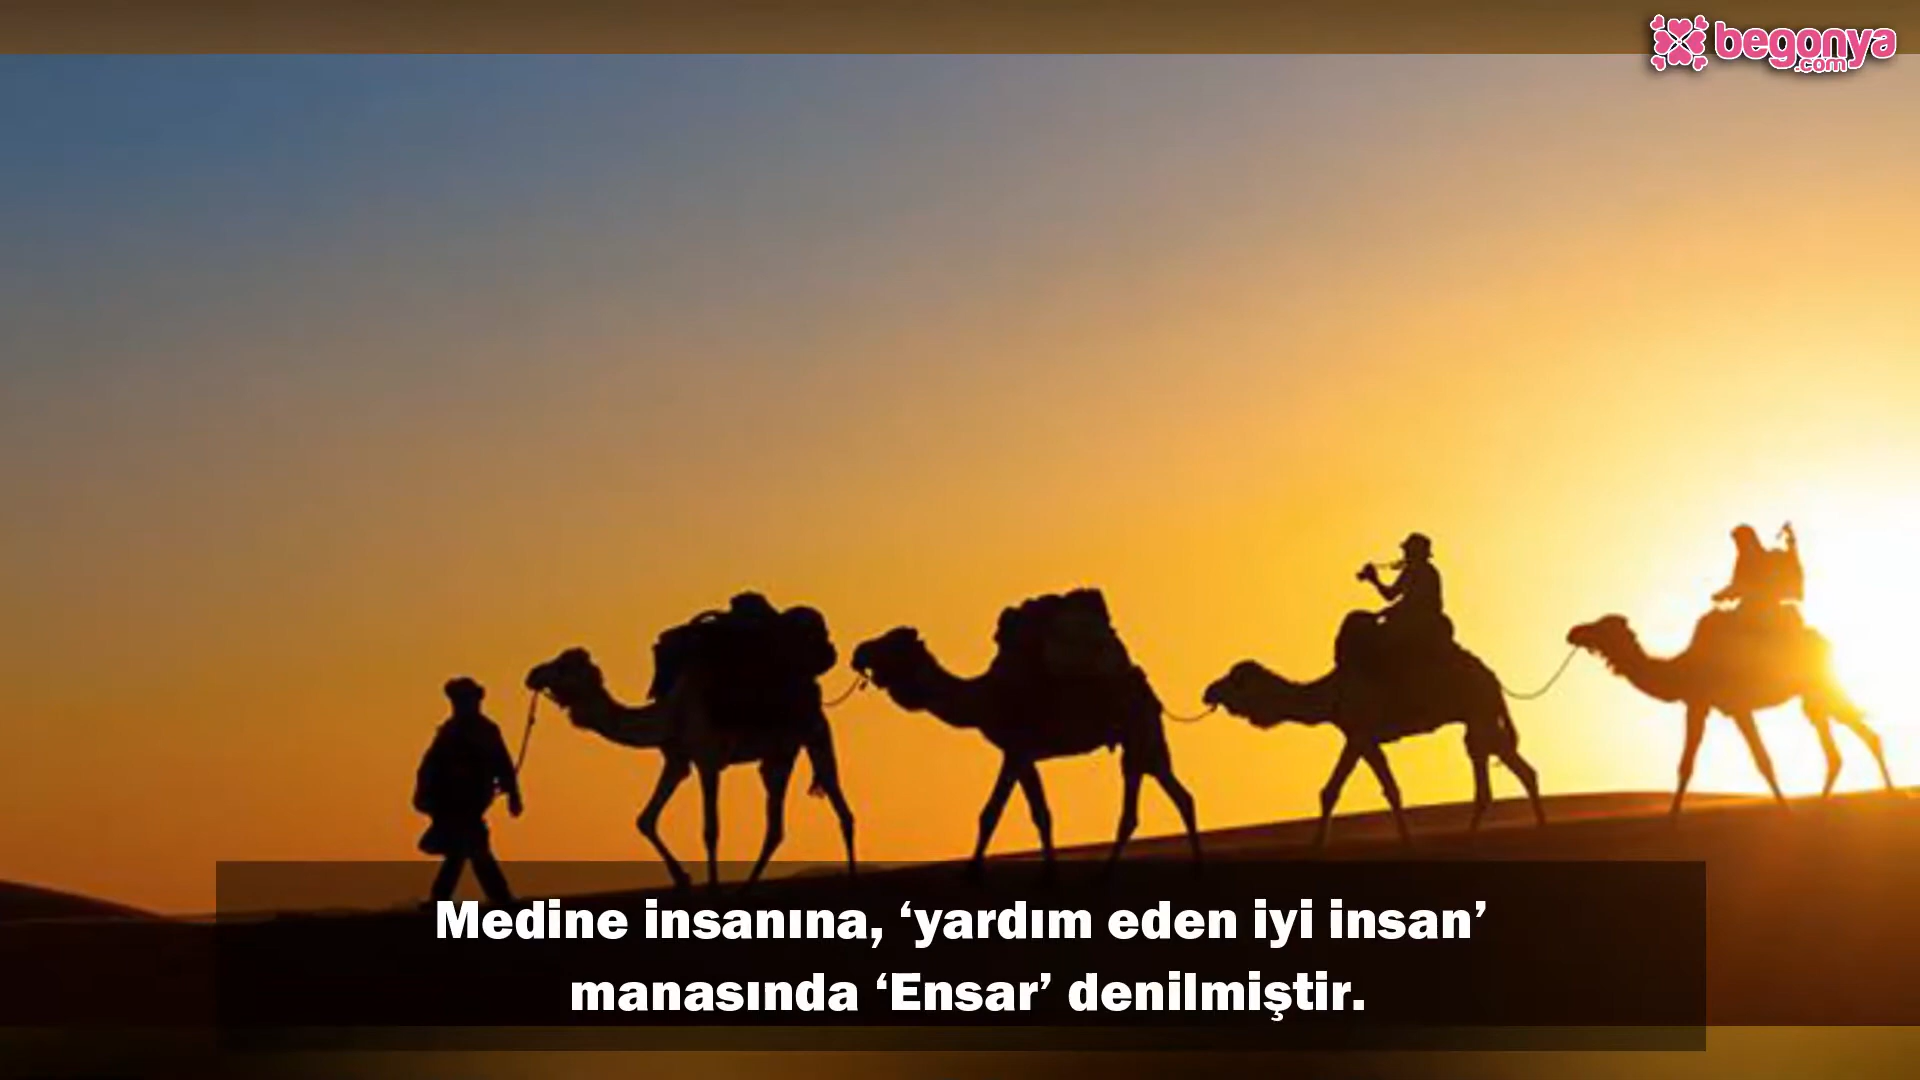 begonya
.com
Medine insanına, ‘yardım eden iyi insan’
manasında ‘Ensar’ denilmiştir.